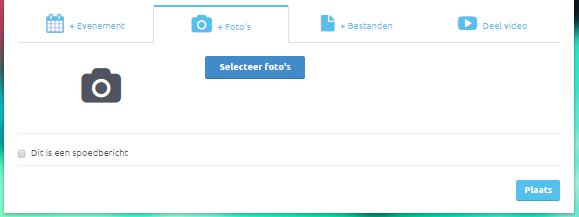 + Evenement
+ Foto's
+ Bestanden
Deel video
Selecteer foto's
Dit is een spoedbericht
Plaats